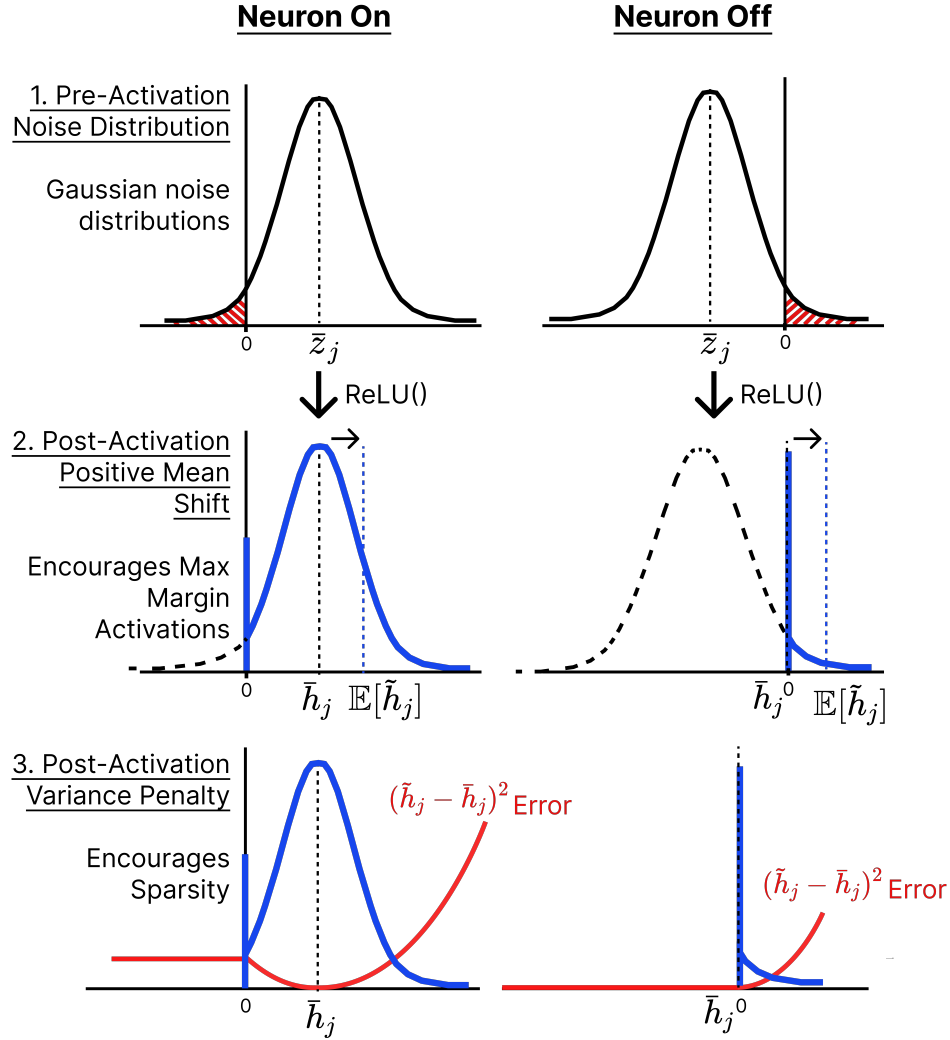 Neuron On
Neuron Off
1. Pre-Activation
Noise Distribution
Gaussian noise
distributions
0
z̄ⱼ
z̄ⱼ
0
ReLU()
ReLU()
2. Post-Activation
Positive Mean
Shift
Encourages Max
Margin
Activations
0
h̄ⱼ
𝔼[h̃ⱼ]
h̄ⱼ
0
𝔼[h̃ⱼ]
3. Post-Activation
Variance Penalty
Encourages
Sparsity
(h̃ⱼ − h̄ⱼ)² Error
(h̃ⱼ − h̄ⱼ)² Error
0
h̄ⱼ
h̄ⱼ
0